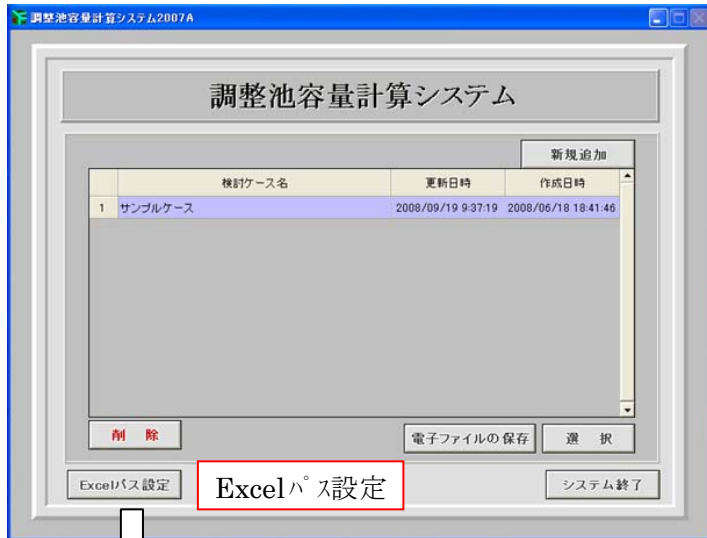 調整池容量計算システム2007A
調整池容量計算システム
新規追加
検討ケース名 更新日時 作成日時
1 サンプルケース 2008/09/19 9:37:19 2008/06/18 18:41:46
削 除 電子ファイルの保存 選 択
Excelパス設定 Excelﾊﾟｽ設定 システム終了